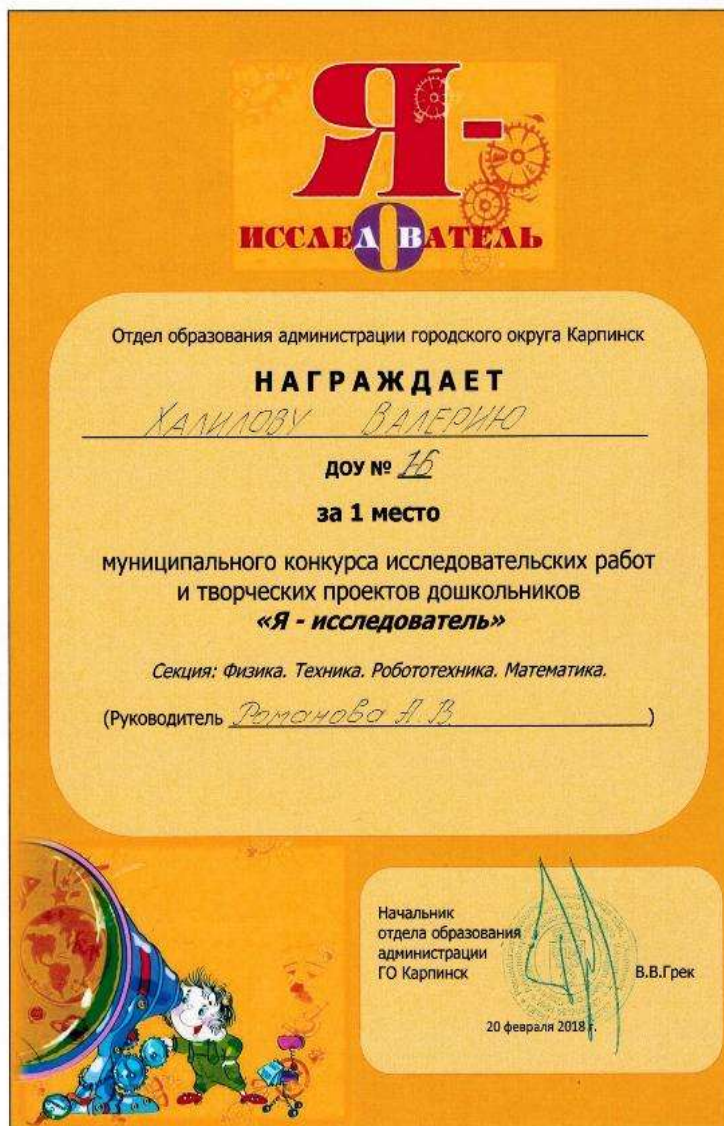 Я-
ИССЛЕДОВАТЕЛЬ
Отдел образования администрации городского округа Карпинск
НАГРАЖДАЕТ
ХАЛИЛОВУ ВАЛЕРИЮ
ДОУ № 16
за 1 место
муниципального конкурса исследовательских работ
и творческих проектов дошкольников
«Я - исследователь»
Секция: Физика. Техника. Робототехника. Математика.
(Руководитель Романова А.В. )
Начальник
отдела образования
администрации
ГО Карпинск
В.В.Грек
20 февраля 2018 г.